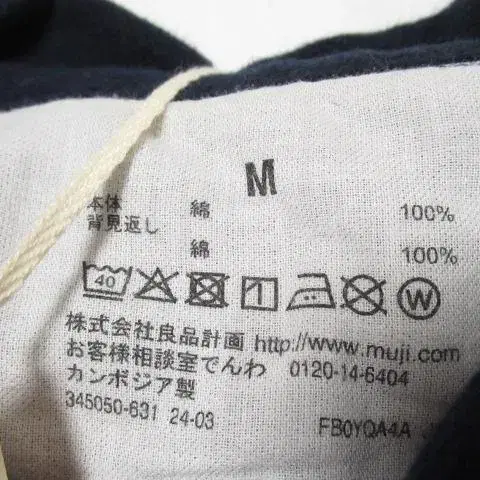 M
本体 綿 100%
背見返し
綿 100%
40 W
株式会社良品計画 http://www.muji.com
お客様相談室でんわ 0120-14-6404
カンボジア製
345050-631 24-03 FB0YQA4A